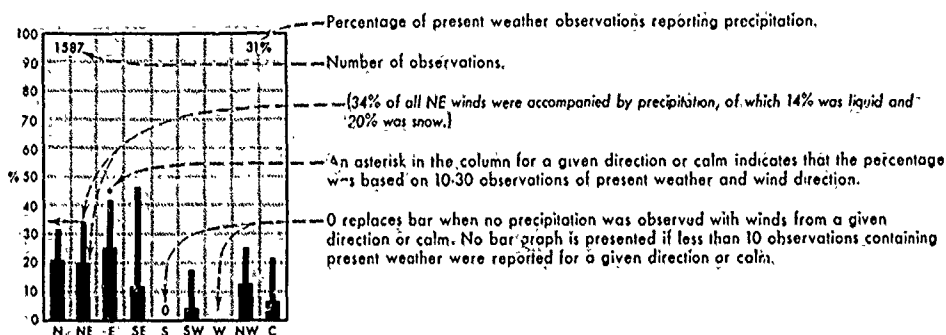 Percentage of present weather observations reporting precipitation.
100
1587
31%
90
Number of observations.
80
(34% of all NE winds were accompanied by precipitation, of which 14% was liquid and
20% was snow.)
70
60
An asterisk in the column for a given direction or calm indicates that the percentage
was based on 10-30 observations of present weather and wind direction.
% 50
*
40
0 replaces bar when no precipitation was observed with winds from a given
direction or calm. No bar graph is presented if less than 10 observations containing
present weather were reported for a given direction or calm.
30
20
10
0
0
N NE E SE S SW W NW C